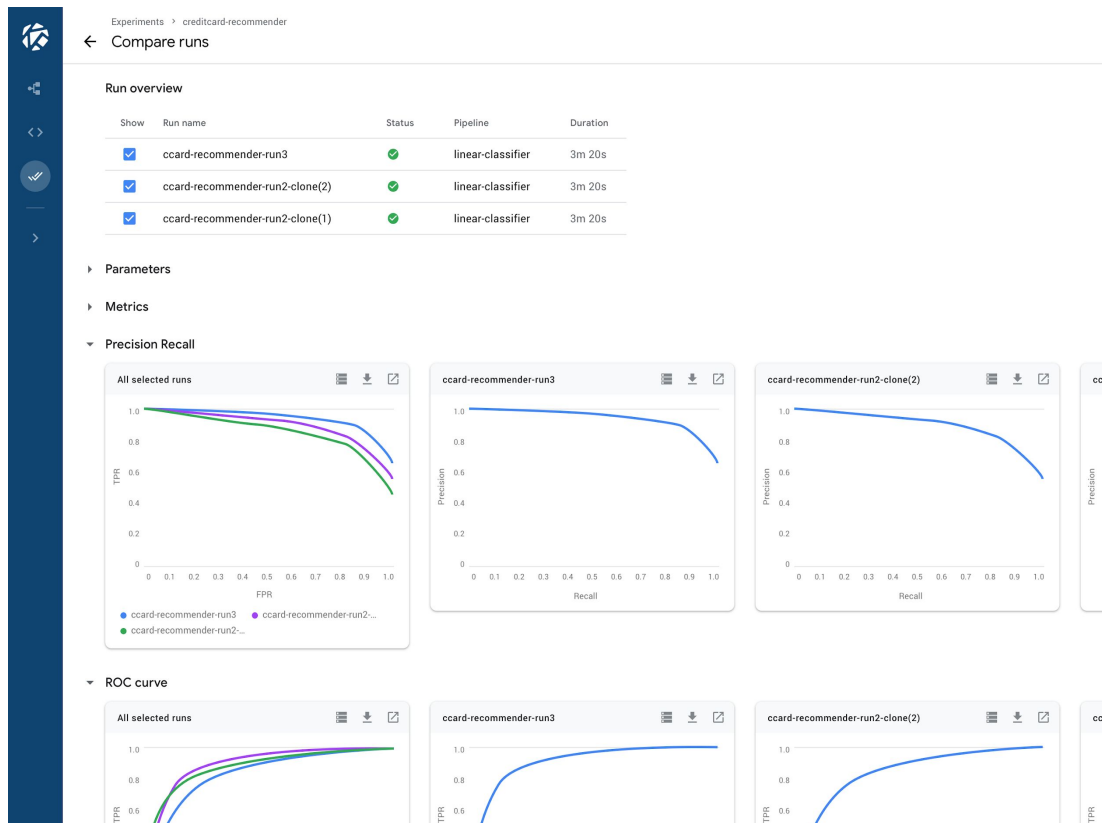 Experiments > creditcard-recommender
Compare runs
Run overview
Show Run name Status Pipeline Duration
ccard-recommender-run3 linear-classifier 3m 20s
ccard-recommender-run2-clone(2) linear-classifier 3m 20s
ccard-recommender-run2-clone(1) linear-classifier 3m 20s
Parameters
Metrics
Precision Recall
All selected runs
1.0
0.8
0.6
0.4
0.2
0
TPR
0 0.1 0.2 0.3 0.4 0.5 0.6 0.7 0.8 0.9 1.0
FPR
ccard-recommender-run3 ccard-recommender-run2-...
ccard-recommender-run2-...
ccard-recommender-run3
1.0
0.8
0.6
0.4
0.2
0
Precision
0 0.1 0.2 0.3 0.4 0.5 0.6 0.7 0.8 0.9 1.0
Recall
ccard-recommender-run2-clone(2)
1.0
0.8
0.6
0.4
0.2
0
Precision
0 0.1 0.2 0.3 0.4 0.5 0.6 0.7 0.8 0.9 1.0
Recall
cc
Precision
ROC curve
All selected runs
1.0
0.8
0.6
TPR
ccard-recommender-run3
1.0
0.8
0.6
TPR
ccard-recommender-run2-clone(2)
1.0
0.8
0.6
TPR
cc
TPR